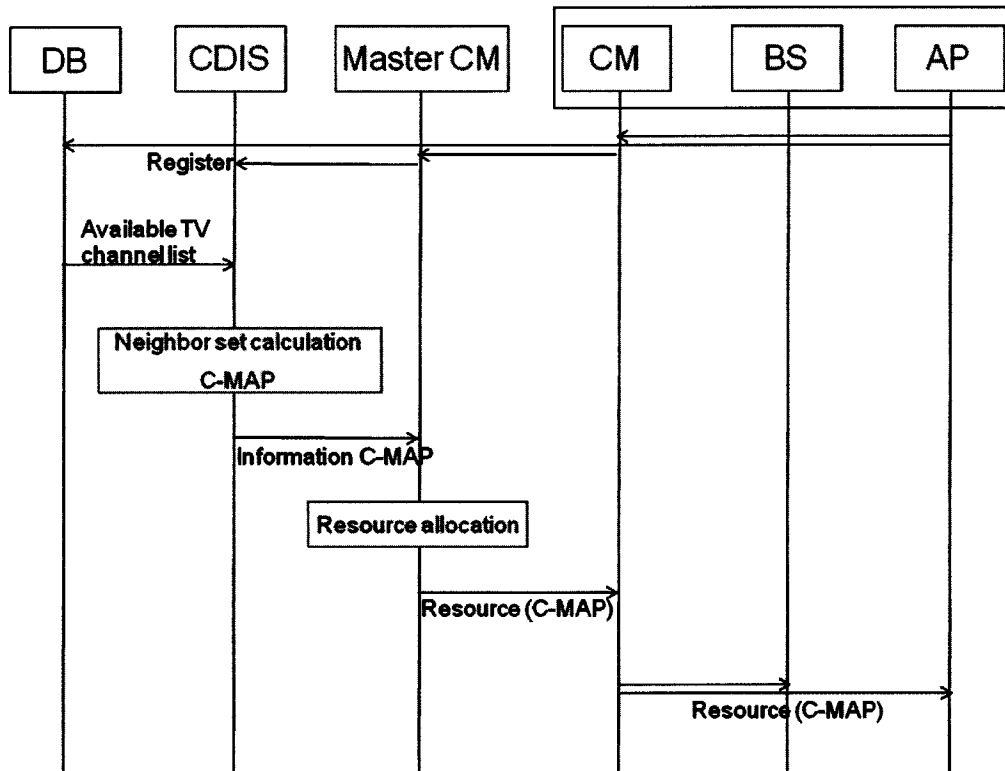 DB
CDIS
Master CM
CM
BS
AP
Register
Available TV
channel list
Neighbor set calculation
C-MAP
Information C-MAP
Resource allocation
Resource (C-MAP)
Resource (C-MAP)